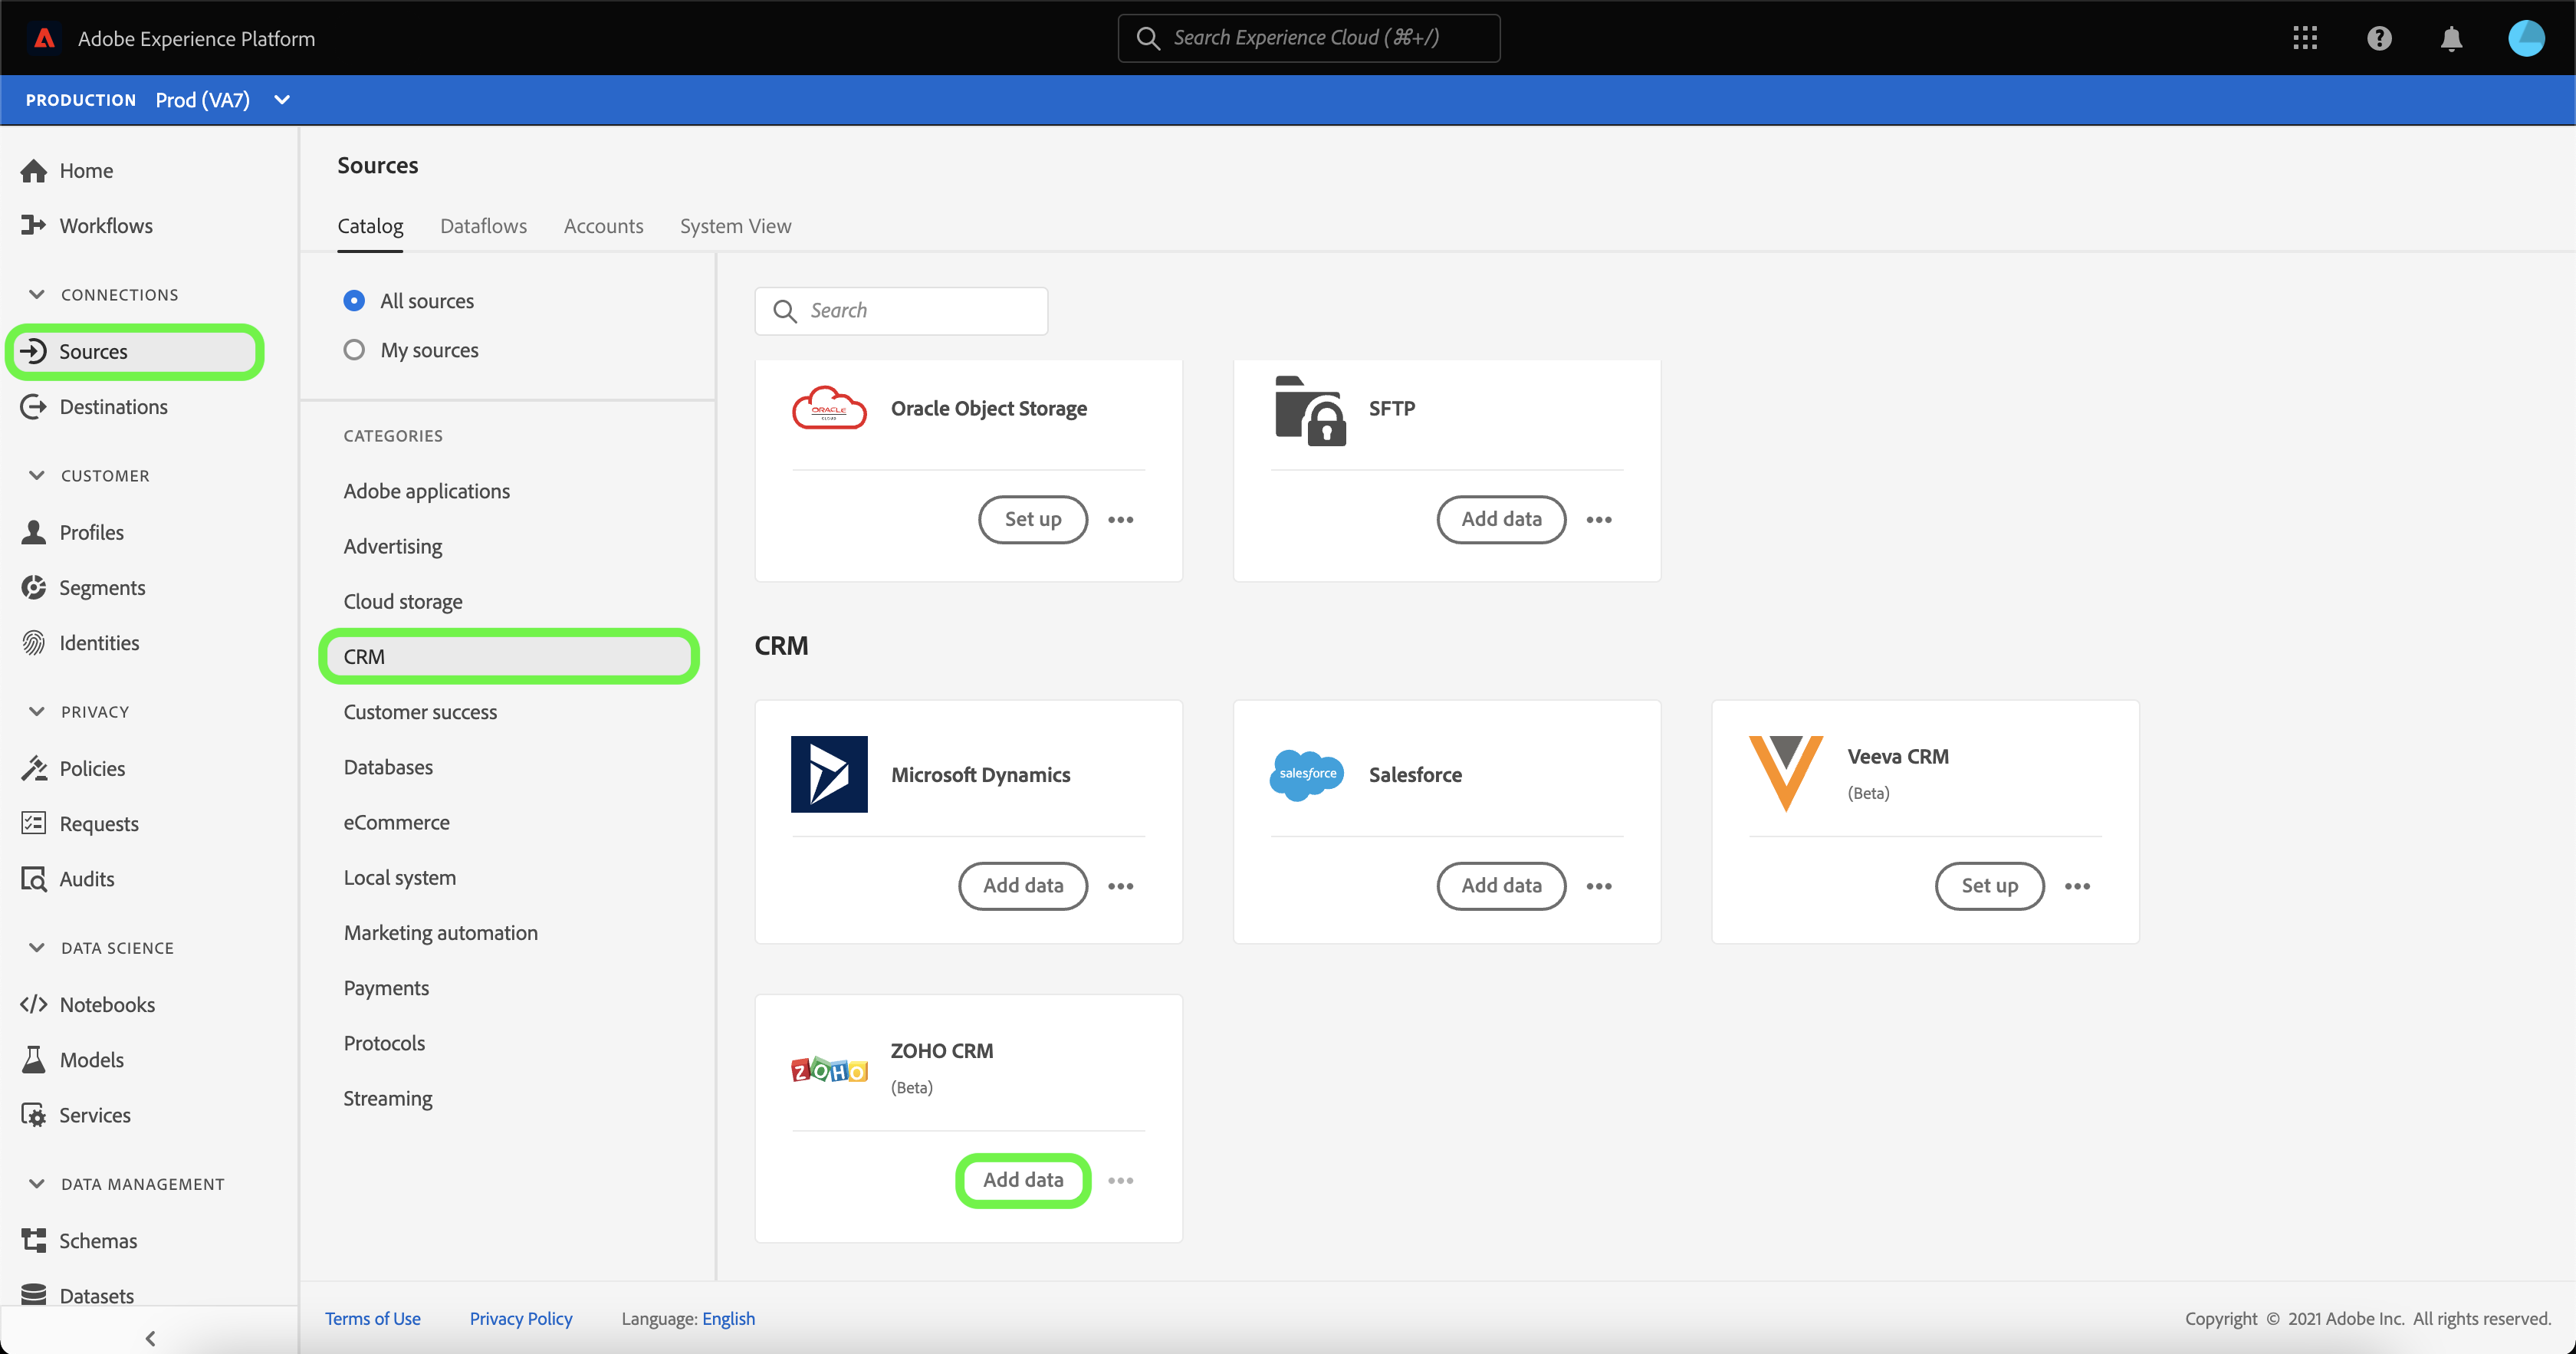 Adobe Experience Platform
Search Experience Cloud (⌘+/)
PRODUCTION Prod (VA7)
Home
Workflows
CONNECTIONS
Sources
Destinations
CUSTOMER
Profiles
Segments
Identities
PRIVACY
Policies
Requests
Audits
DATA SCIENCE
Notebooks
Models
Services
DATA MANAGEMENT
Schemas
Datasets
Sources
Catalog Dataflows Accounts System View
All sources
My sources
CATEGORIES
Adobe applications
Advertising
Cloud storage
CRM
Customer success
Databases
eCommerce
Local system
Marketing automation
Payments
Protocols
Streaming
Search
ORACLE
CLOUD
Oracle Object Storage
Set up
SFTP
Add data
CRM
Microsoft Dynamics
Add data
salesforce
Salesforce
Add data
Veeva CRM
(Beta)
Set up
ZOHO
ZOHO CRM
(Beta)
Add data
Terms of Use Privacy Policy Language: English
Copyright © 2021 Adobe Inc. All rights reserved.